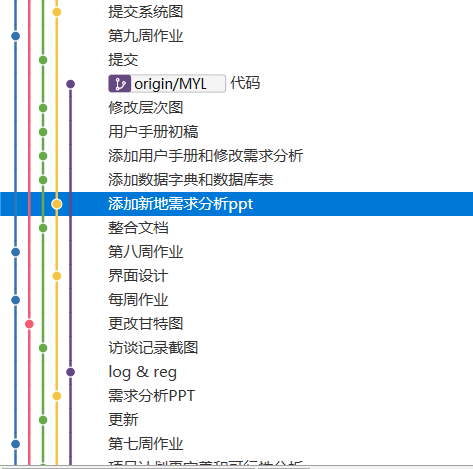 提交系统图
第九周作业
提交
origin/MYL 代码
修改层次图
用户手册初稿
添加用户手册和修改需求分析
添加数据字典和数据库表
添加新地需求分析ppt
整合文档
第八周作业
界面设计
每周作业
更改甘特图
访谈记录截图
log & reg
需求分析PPT
更新
第七周作业